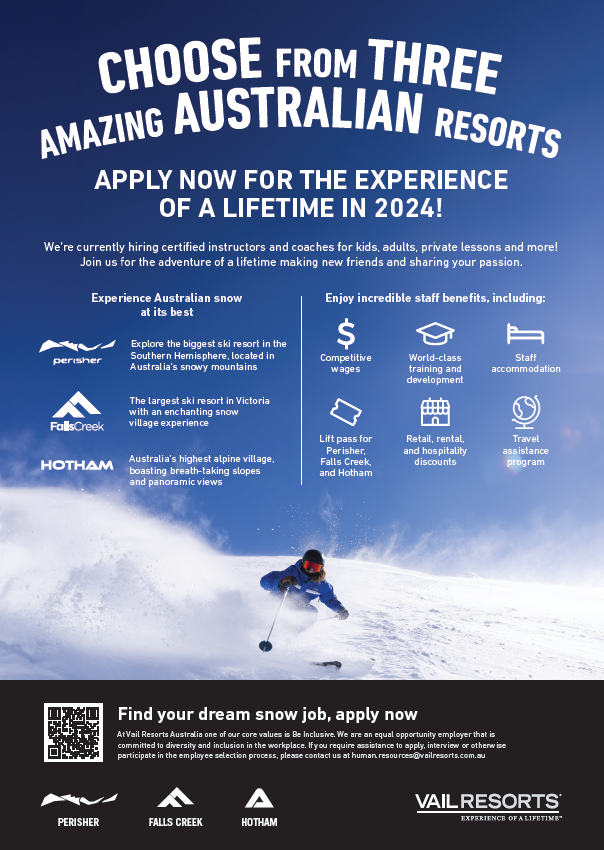 CHOOSE FROM THREE
AMAZING AUSTRALIAN RESORTS
APPLY NOW FOR THE EXPERIENCE
OF A LIFETIME IN 2024!
We're currently hiring certified instructors and coaches for kids, adults, private lessons and more!
Join us for the adventure of a lifetime making new friends and sharing your passion.
Experience Australian snow
at its best
perisher
Explore the biggest ski resort in the
Southern Hemisphere, located in
Australia's snowy mountains
FallsCreek
The largest ski resort in Victoria
with an enchanting snow
village experience
HOTHAM
Australia's highest alpine village,
boasting breath-taking slopes
and panoramic views
Enjoy incredible staff benefits, including:
$
Competitive
wages
World-class
training and
development
Staff
accommodation
Lift pass for
Perisher,
Falls Creek,
and Hotham
Retail, rental,
and hospitality
discounts
Travel
assistance
program
Find your dream snow job, apply now
At Vail Resorts Australia one of our core values is Be Inclusive. We are an equal opportunity employer that is
committed to diversity and inclusion in the workplace. If you require assistance to apply, interview or otherwise
participate in the employee selection process, please contact us at human.resources@vailresorts.com.au
PERISHER
FALLS CREEK
HOTHAM
VAILRESORTS®
EXPERIENCE OF A LIFETIME™